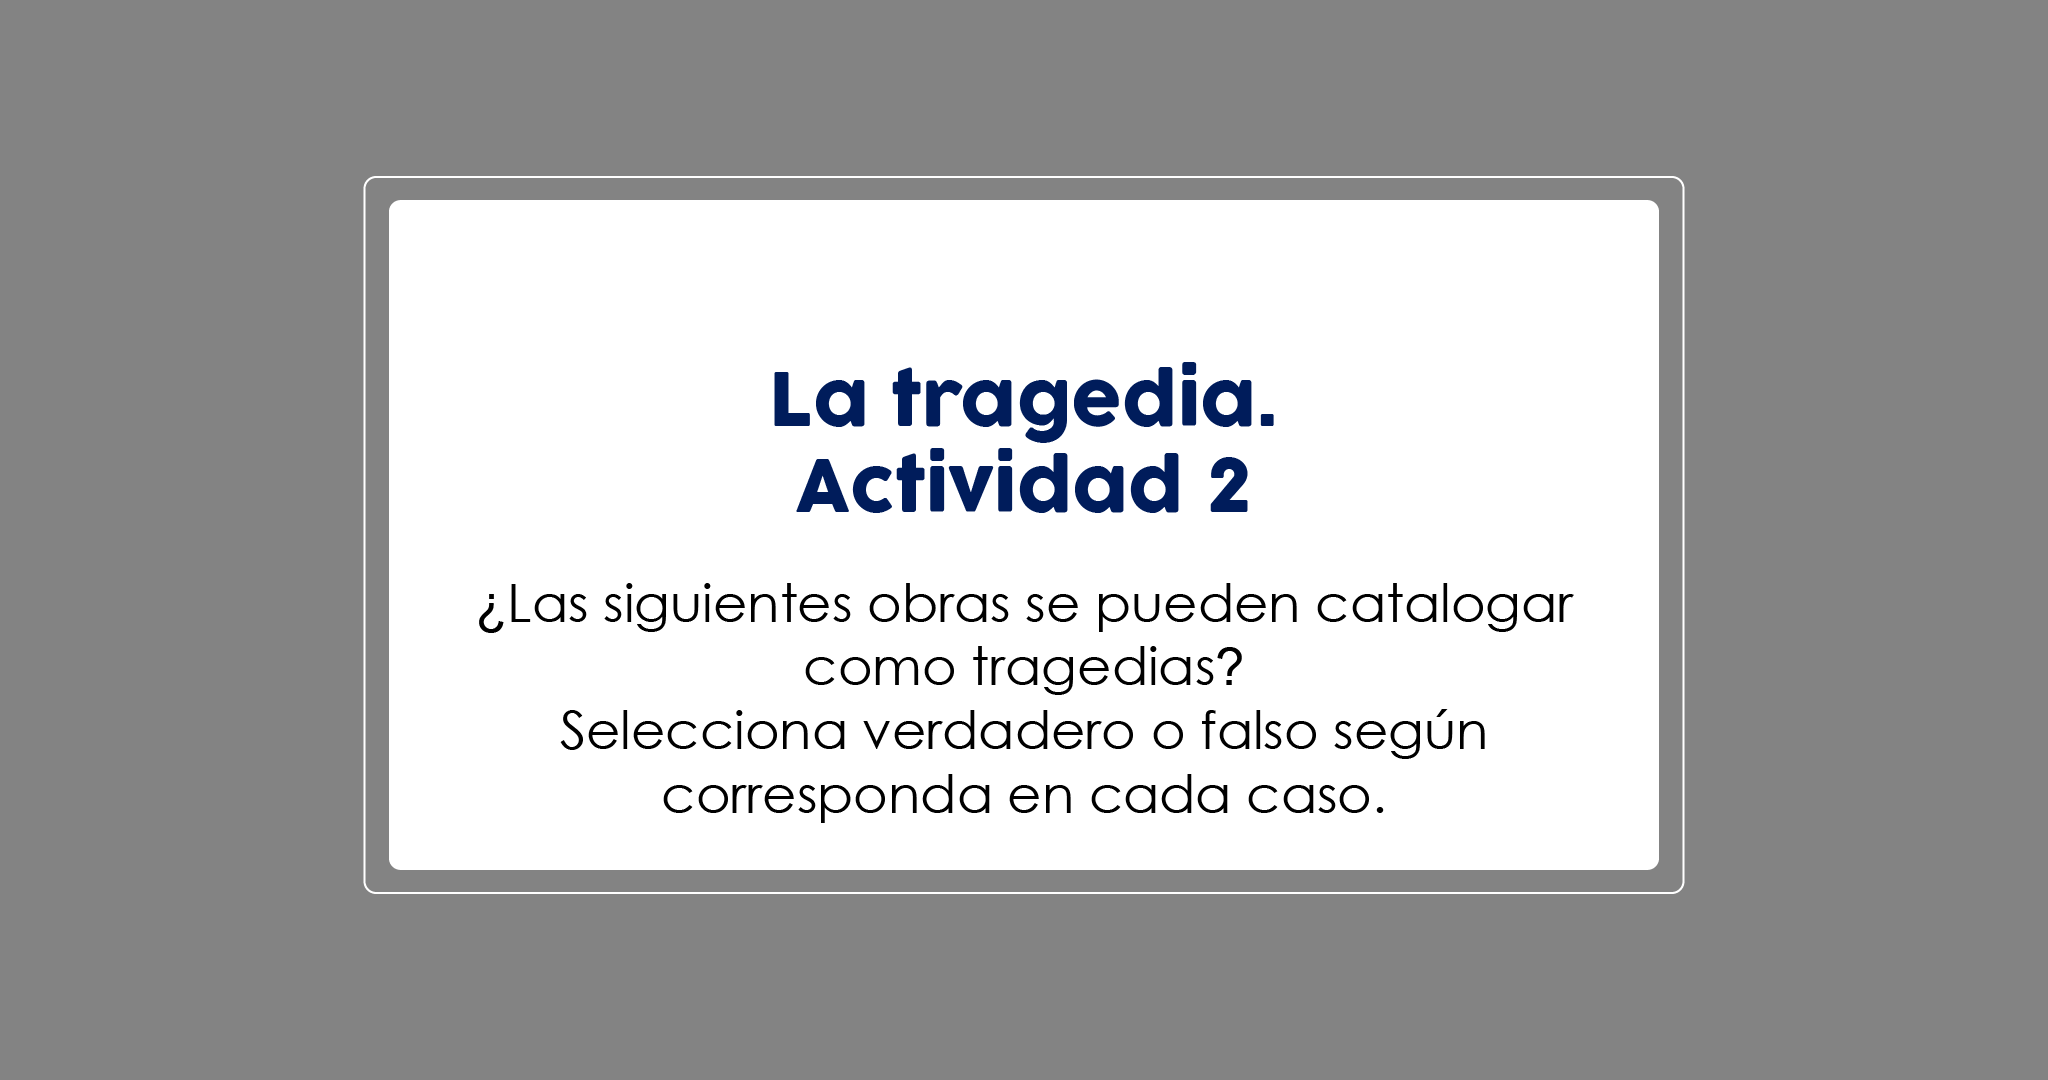 La tragedia.
Actividad 2
¿Las siguientes obras se pueden catalogar
como tragedias?
Selecciona verdadero o falso según
corresponda en cada caso.